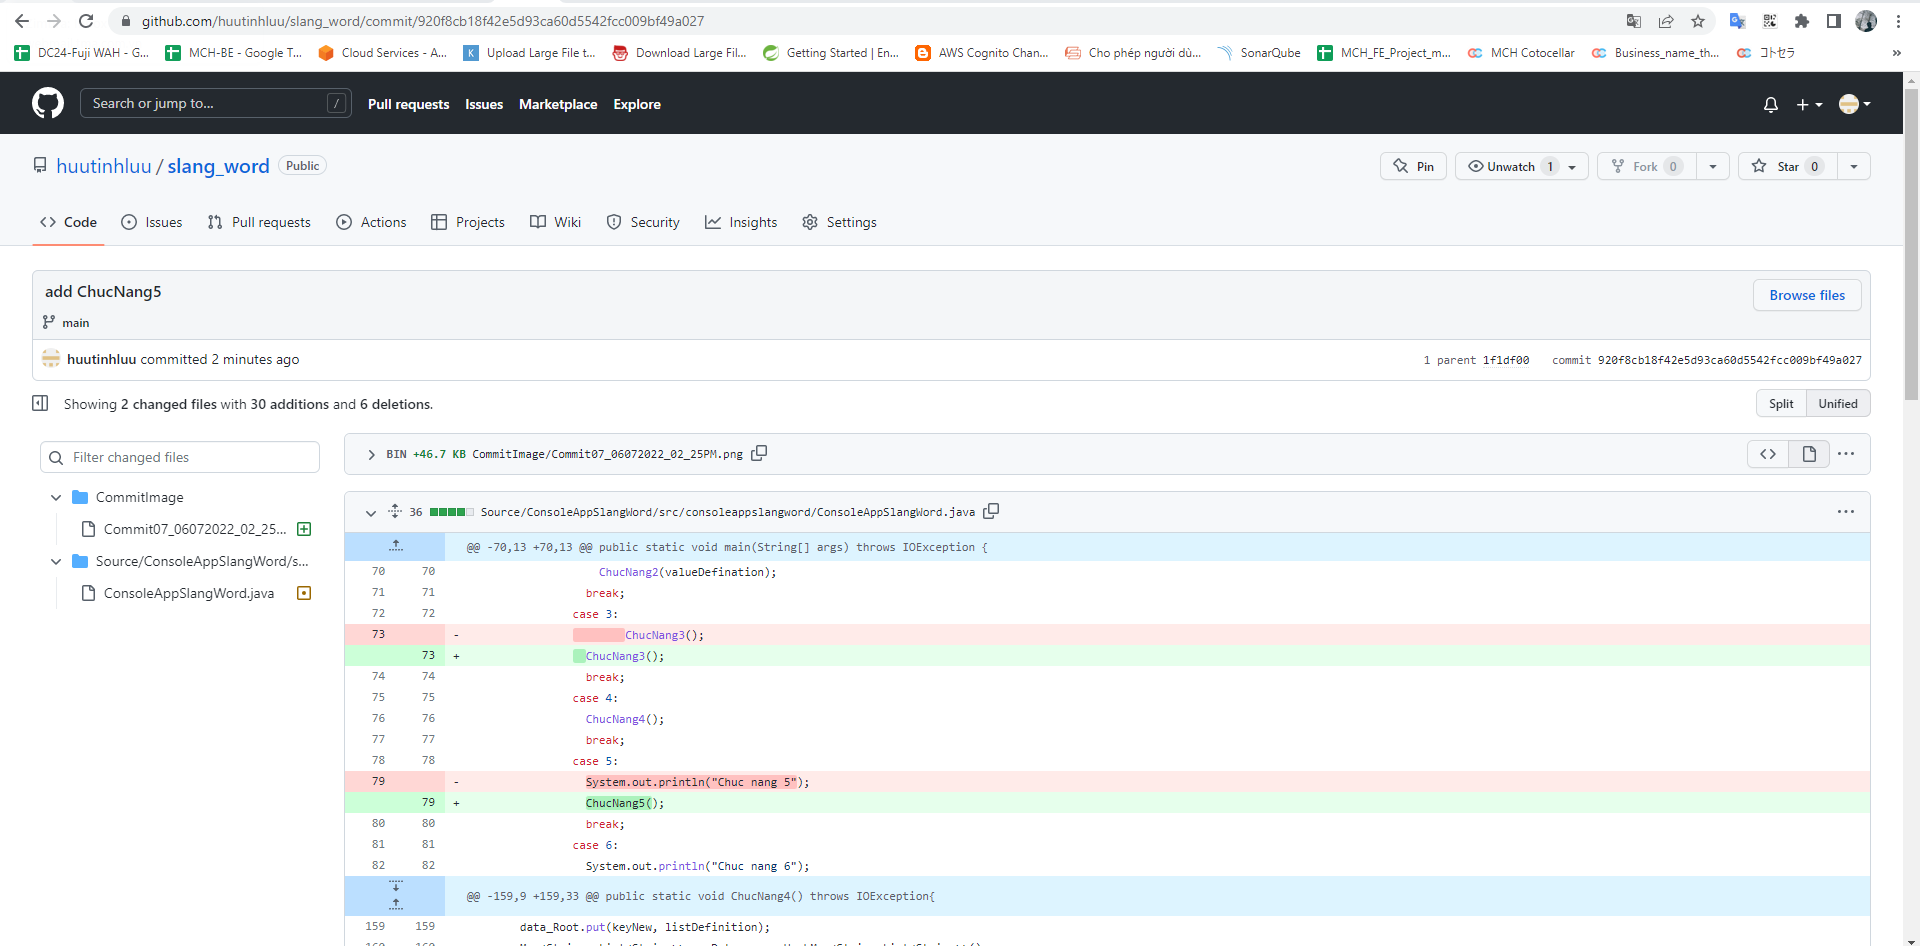 github.com/huutinhluu/slang_word/commit/920f8cb18f42e5d93ca60d5542fcc009bf49a027
DC24-Fuji WAH - G... MCH-BE - Google T... Cloud Services - A... Upload Large File t... Download Large Fil... Getting Started | En... AWS Cognito Chan... Cho phép người dù... SonarQube MCH_FE_Project_m... MCH Cotocellar Business_name_th... コトセラ »
Search or jump to... / Pull requests Issues Marketplace Explore
huutinhluu / slang_word Public Pin Unwatch 1 Fork 0 Star 0
Code Issues Pull requests Actions Projects Wiki Security Insights Settings
add ChucNang5 Browse files
main
huutinhluu committed 2 minutes ago 1 parent 1f1df00 commit 920f8cb18f42e5d93ca60d5542fcc009bf49a027
Showing 2 changed files with 30 additions and 6 deletions. Split Unified
Filter changed files
CommitImage
Commit07_06072022_02_25...
Source/ConsoleAppSlangWord/s...
ConsoleAppSlangWord.java
BIN +46.7 KB CommitImage/Commit07_06072022_02_25PM.png
36 Source/ConsoleAppSlangWord/src/consoleappslangword/ConsoleAppSlangWord.java
@@ -70,13 +70,13 @@ public static void main(String[] args) throws IOException {
70 70 ChucNang2(valueDefination);
71 71 break;
72 72 case 3:
73 - ChucNang3();
73 + ChucNang3();
74 74 break;
75 75 case 4:
76 76 ChucNang4();
77 77 break;
78 78 case 5:
79 - System.out.println("Chuc nang 5");
79 + ChucNang5();
80 80 break;
81 81 case 6:
82 82 System.out.println("Chuc nang 6");
@@ -159,9 +159,33 @@ public static void ChucNang4() throws IOException{
159 159 data_Root.put(keyNew, listDefinition);